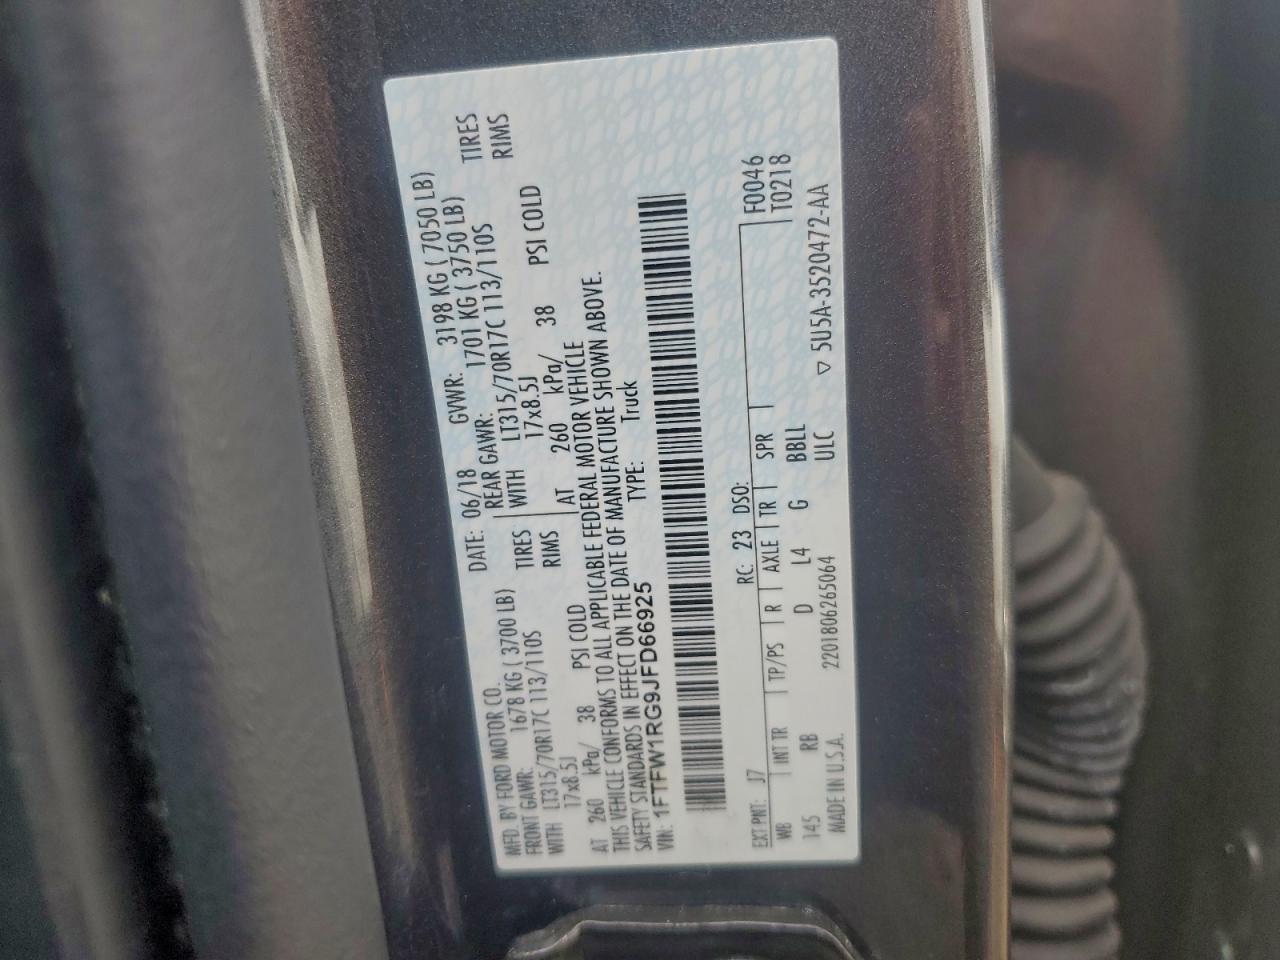 MFD. BY FORD MOTOR CO.
DATE: 06/18 GVWR: 3198 KG ( 7050 LB)
FRONT GAWR: 1678 KG ( 3700 LB) REAR GAWR: 1701 KG ( 3750 LB)
WITH LT315/70R17C 113/110S TIRES WITH LT315/70R17C 113/110S TIRES
17x8.5J RIMS 17x8.5J RIMS
AT 260 kPa/ 38 PSI COLD AT 260 kPa/ 38 PSI COLD
THIS VEHICLE CONFORMS TO ALL APPLICABLE FEDERAL MOTOR VEHICLE
SAFETY STANDARDS IN EFFECT ON THE DATE OF MANUFACTURE SHOWN ABOVE.
VIN: 1FTFW1RG9JFD66925 TYPE: Truck
F0046
EXT PNT: J7 RC: 23 DSO: T0218
WB INT TR TP/PS R AXLE TR SPR
145 RB D L4 G BBLL
MADE IN U.S.A. 2201806265064 ULC ▽ 5U5A-3520472-AA